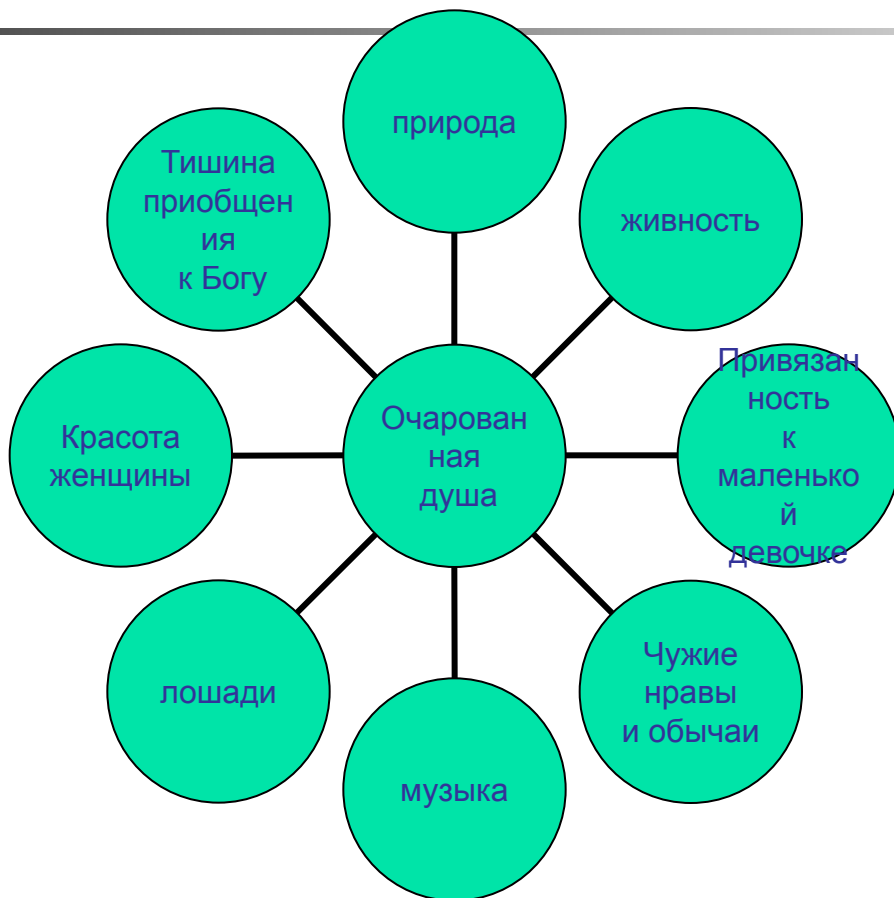 природа
Тишина
приобщен
ия
к Богу
живность
Привязан
ность
к
маленько
й
девочке
Красота
женщины
Очарован
ная
душа
лошади
Чужие
нравы
и обычаи
музыка